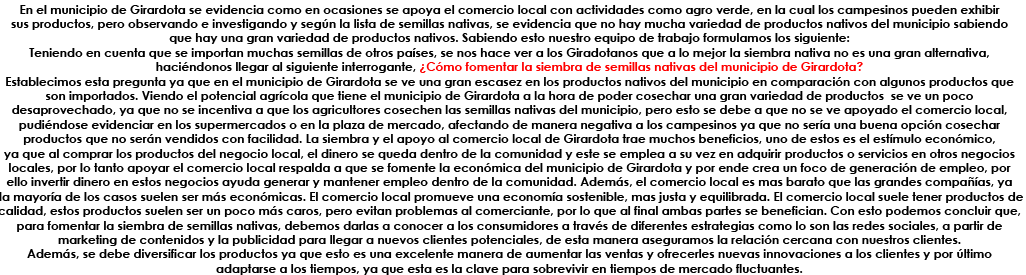 En el municipio de Girardota se evidencia como en ocasiones se apoya el comercio local con actividades como agro verde, en la cual los campesinos pueden exhibir
sus productos, pero observando e investigando y según la lista de semillas nativas, se evidencia que no hay mucha variedad de productos nativos del municipio sabiendo
que hay una gran variedad de productos nativos. Sabiendo esto nuestro equipo de trabajo formulamos los siguiente:
Teniendo en cuenta que se importan muchas semillas de otros países, se nos hace ver a los Giradotanos que a lo mejor la siembra nativa no es una gran alternativa,
haciéndonos llegar al siguiente interrogante, ¿Cómo fomentar la siembra de semillas nativas del municipio de Girardota?
Establecimos esta pregunta ya que en el municipio de Girardota se ve una gran escasez en los productos nativos del municipio en comparación con algunos productos que
son importados. Viendo el potencial agrícola que tiene el municipio de Girardota a la hora de poder cosechar una gran variedad de productos se ve un poco
desaprovechado, ya que no se incentiva a que los agricultores cosechen las semillas nativas del municipio, pero esto se debe a que no se ve apoyado el comercio local,
pudiéndose evidenciar en los supermercados o en la plaza de mercado, afectando de manera negativa a los campesinos ya que no sería una buena opción cosechar
productos que no serán vendidos con facilidad. La siembra y el apoyo al comercio local de Girardota trae muchos beneficios, uno de estos es el estímulo económico,
ya que al comprar los productos del negocio local, el dinero se queda dentro de la comunidad y este se emplea a su vez en adquirir productos o servicios en otros negocios
locales, por lo tanto apoyar el comercio local respalda a que se fomente la económica del municipio de Girardota y por ende crea un foco de generación de empleo, por
ello invertir dinero en estos negocios ayuda generar y mantener empleo dentro de la comunidad. Además, el comercio local es mas barato que las grandes compañías, ya
la mayoría de los casos suelen ser más económicas. El comercio local promueve una economía sostenible, mas justa y equilibrada. El comercio local suele tener productos de
calidad, estos productos suelen ser un poco más caros, pero evitan problemas al comerciante, por lo que al final ambas partes se benefician. Con esto podemos concluir que,
para fomentar la siembra de semillas nativas, debemos darlas a conocer a los consumidores a través de diferentes estrategias como lo son las redes sociales, a partir de
marketing de contenidos y la publicidad para llegar a nuevos clientes potenciales, de esta manera aseguramos la relación cercana con nuestros clientes.
Además, se debe diversificar los productos ya que esto es una excelente manera de aumentar las ventas y ofrecerles nuevas innovaciones a los clientes y por último
adaptarse a los tiempos, ya que esta es la clave para sobrevivir en tiempos de mercado fluctuantes.